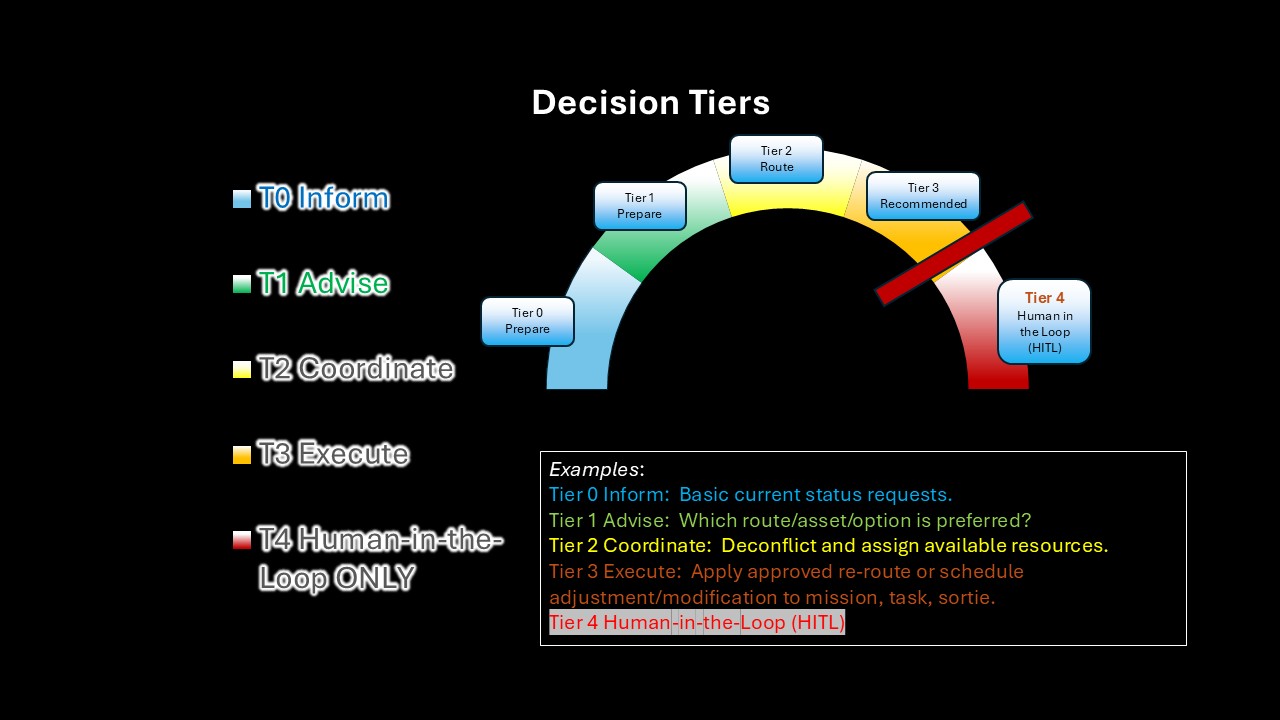 Decision Tiers
T0 Inform
T1 Advise
T2 Coordinate
T3 Execute
T4 Human-in-the-
Loop ONLY
Tier 0
Prepare
Tier 1
Prepare
Tier 2
Route
Tier 3
Recommended
Tier 4
Human in
the Loop
(HITL)
Examples:
Tier 0 Inform:  Basic current status requests.
Tier 1 Advise:  Which route/asset/option is preferred?
Tier 2 Coordinate:  Deconflict and assign available resources.
Tier 3 Execute:  Apply approved re-route or schedule
adjustment/modification to mission, task, sortie.
Tier 4 Human-in-the-Loop (HITL)